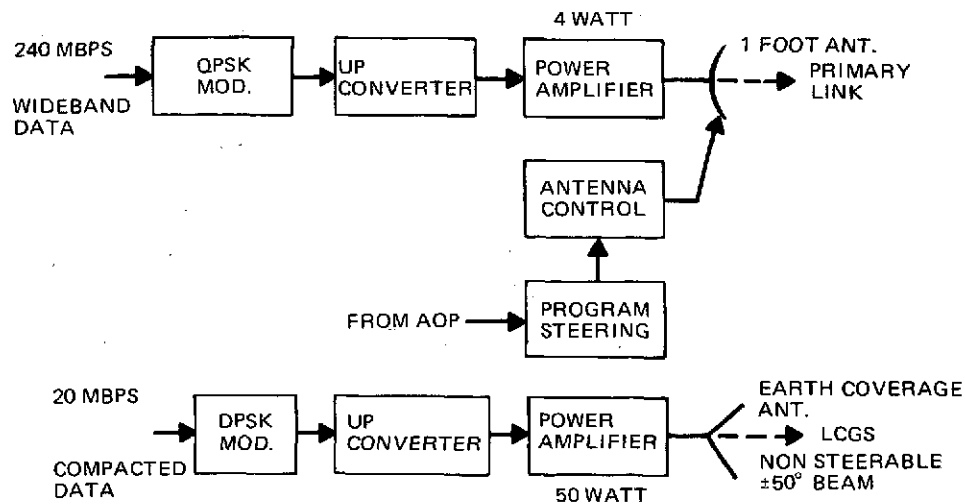 4 WATT
240 MBPS
WIDEBAND
DATA
QPSK
MOD.
UP
CONVERTER
POWER
AMPLIFIER
1 FOOT ANT.
PRIMARY
LINK
ANTENNA
CONTROL
FROM AOP
PROGRAM
STEERING
20 MBPS
COMPACTED
DATA
DPSK
MOD.
UP
CONVERTER
POWER
AMPLIFIER
50 WATT
EARTH COVERAGE
ANT.
LCGS
NON STEERABLE
±50° BEAM